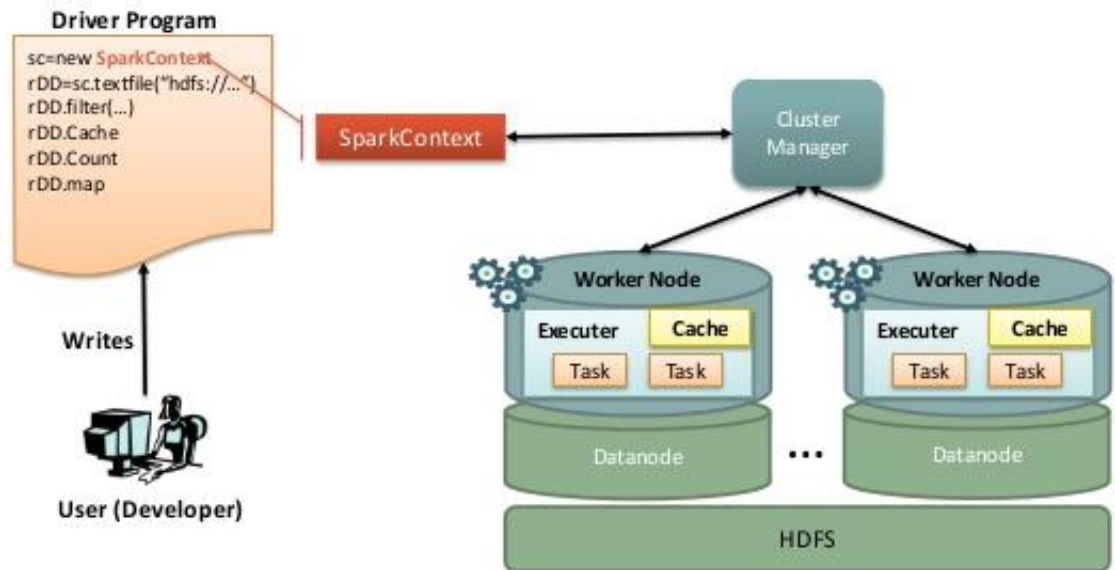 Driver Program
sc=new SparkContext
rDD=sc.textfile("hdfs://…")
rDD.filter(...)
rDD.Cache
rDD.Count
rDD.map
SparkContext
Cluster
Manager
Writes
User (Developer)
Worker Node
Executer
Cache
Task
Task
Datanode
...
Worker Node
Executer
Cache
Task
Task
Datanode
HDFS